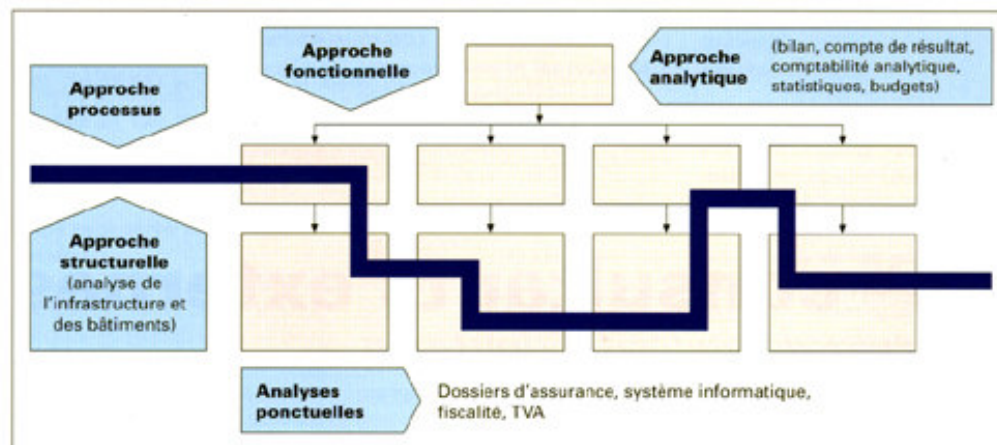 Approche
processus
Approche
fonctionnelle
Approche
analytique
(bilan, compte de résultat,
comptabilité analytique,
statistiques, budgets)
Approche
structurelle
(analyse de
l'infrastructure et
des bâtiments)
Analyses
ponctuelles
Dossiers d'assurance, système informatique,
fiscalité, TVA